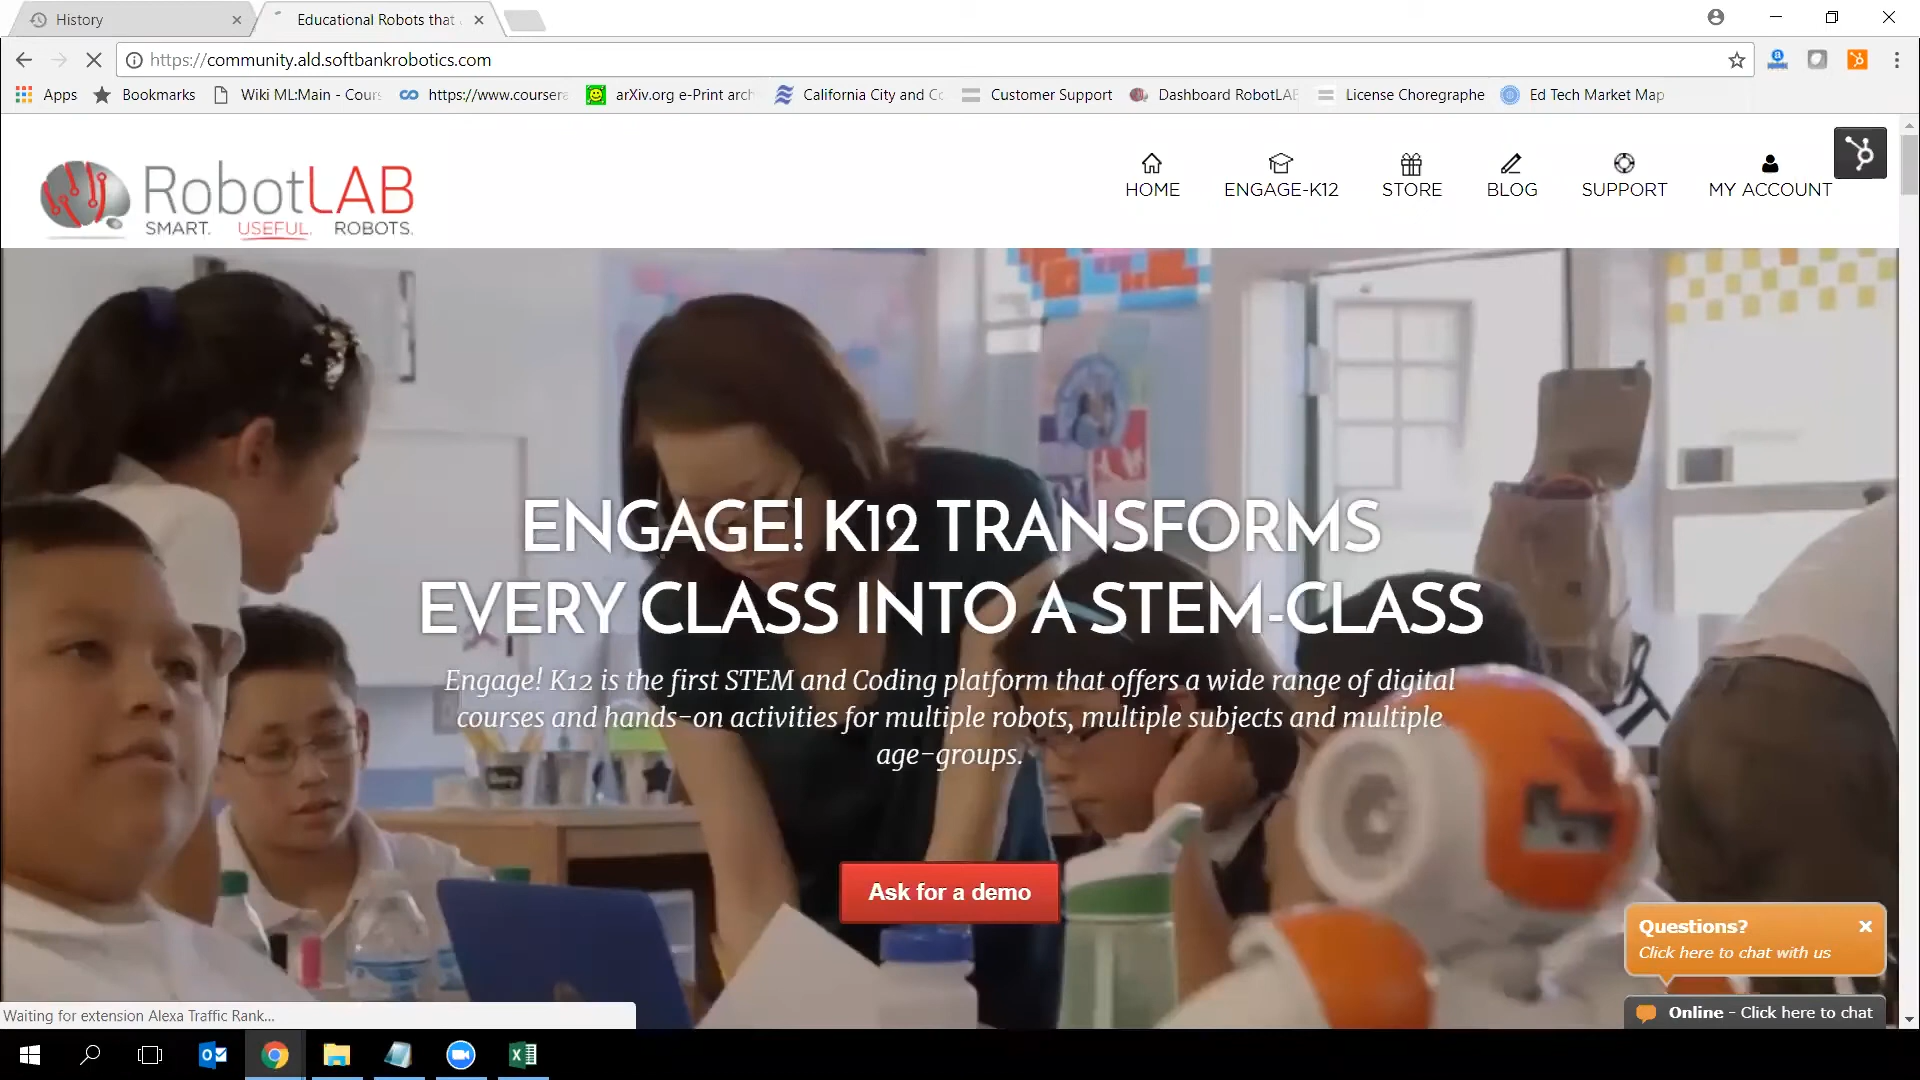 History
Educational Robots that
https://community.ald.softbankrobotics.com
Apps Bookmarks Wiki ML:Main - Cours https://www.coursera arXiv.org e-Print arch California City and Co Customer Support Dashboard RobotLAB License Choregraphe Ed Tech Market Map
RobotLAB
SMART. USEFUL. ROBOTS.
HOME ENGAGE-K12 STORE BLOG SUPPORT MY ACCOUNT
ENGAGE! K12 TRANSFORMS
EVERY CLASS INTO A STEM-CLASS
Engage! K12 is the first STEM and Coding platform that offers a wide range of digital
courses and hands-on activities for multiple robots, multiple subjects and multiple
age-groups.
Ask for a demo
Questions?
Click here to chat with us
Online - Click here to chat
Waiting for extension Alexa Traffic Rank...